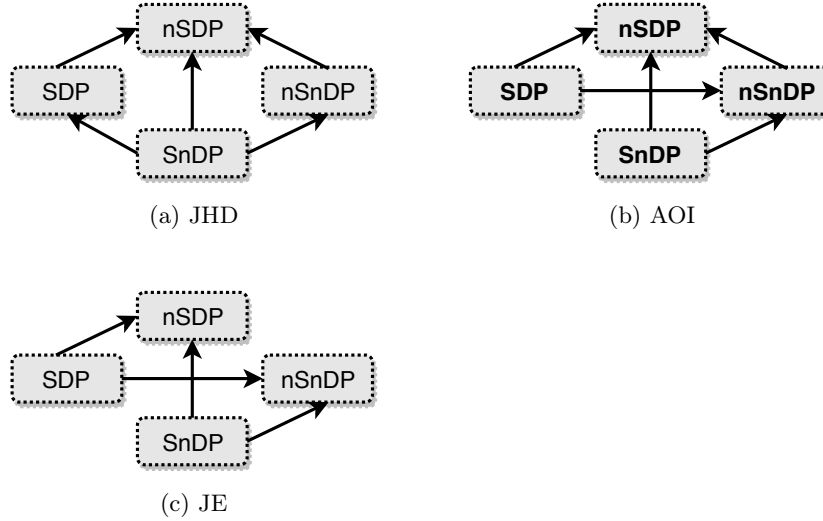 nSDP
SDP
nSnDP
SnDP
(a) JHD
nSDP
SDP
nSnDP
SnDP
(b) AOI
nSDP
SDP
nSnDP
SnDP
(c) JE